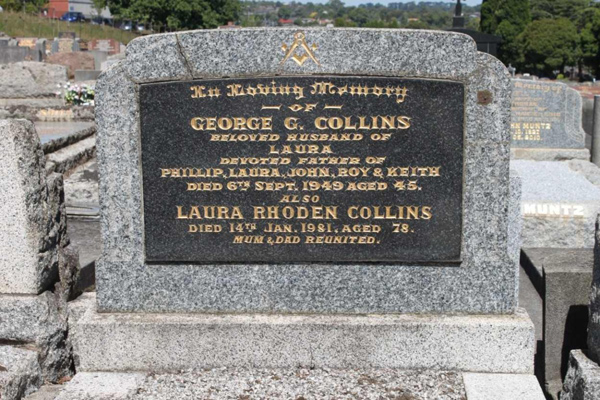 In Loving Memory
— OF —
GEORGE G. COLLINS
BELOVED HUSBAND OF
LAURA
DEVOTED FATHER OF
PHILLIP, LAURA, JOHN, ROY & KEITH
DIED 6TH SEPT. 1949 AGED 45.
ALSO
LAURA RHODEN COLLINS
DIED 14TH JAN. 1981, AGED 78.
MUM & DAD REUNITED.
MUNTZ
MUNTZ